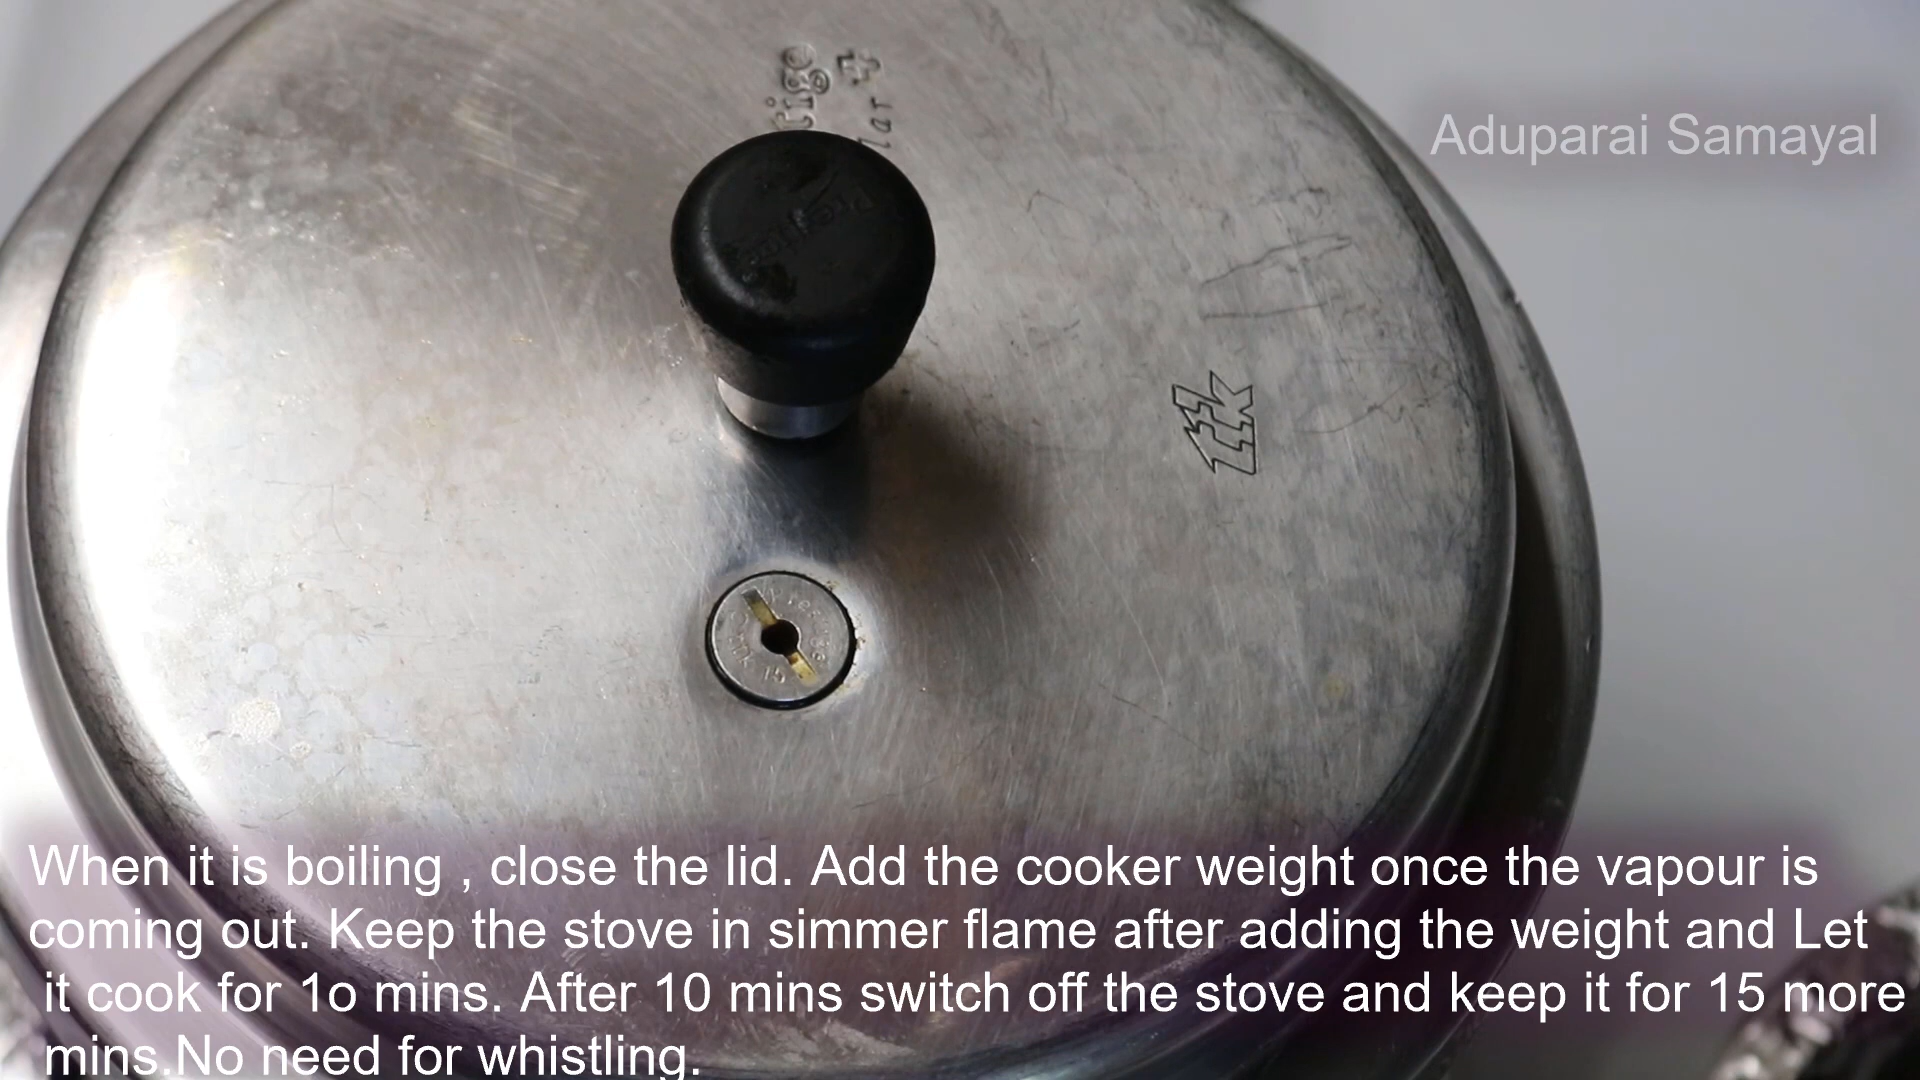 Aduparai Samayal
ttk
When it is boiling , close the lid. Add the cooker weight once the vapour is
coming out. Keep the stove in simmer flame after adding the weight and Let
it cook for 1o mins. After 10 mins switch off the stove and keep it for 15 more
mins.No need for whistling.